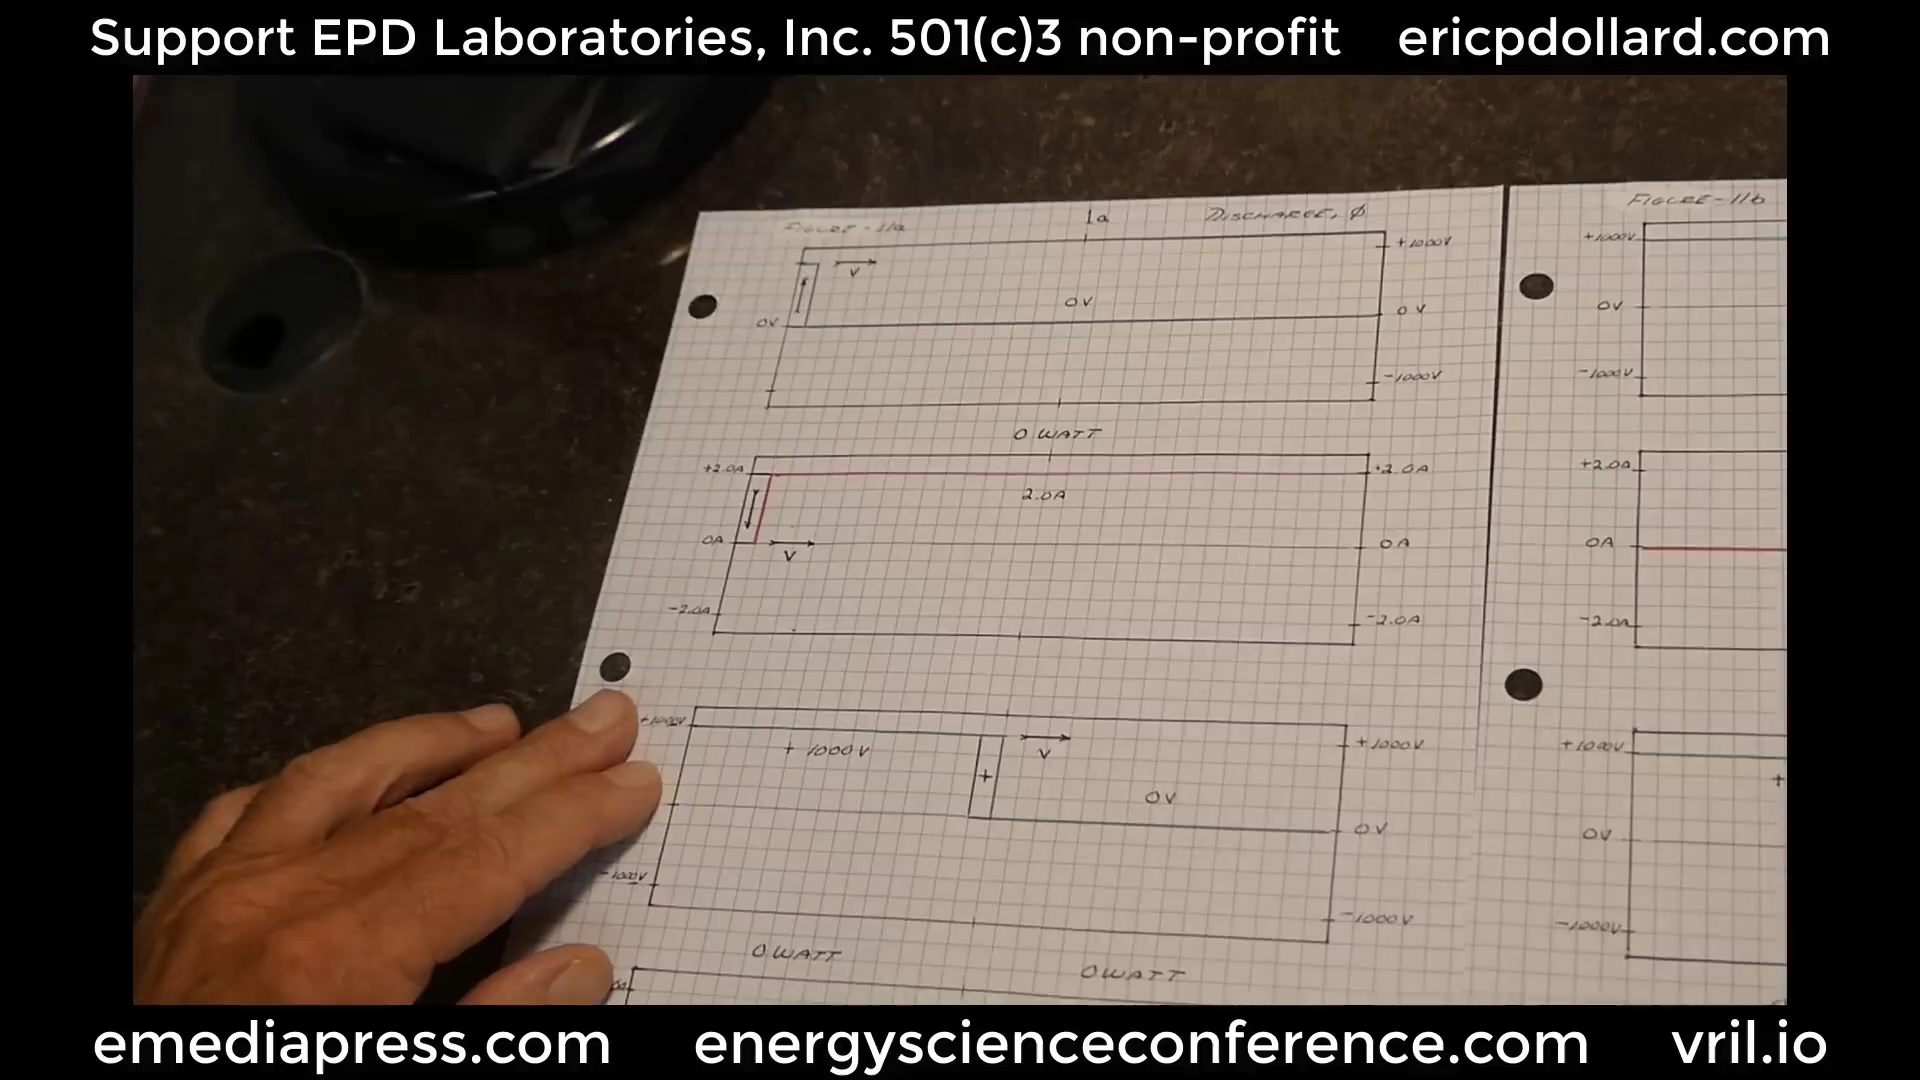 Support EPD Laboratories, Inc. 501(c)3 non-profit ericpdollard.com
FIGURE-11a 1a DISCHARGE, Ø
+1000V
V
0V
0V
0V
-1000V
0 WATT
+2.0A
+2.0A
2.0A
0A
V
0A
-2.0A
-2.0A
+1000V
+ 1000V
V
+1000V
+
0V
0V
-1000V
-1000V
0 WATT
0 WATT
FIGURE-11b
+1000V
0V
-1000V
+2.0A
0A
-2.0A
+1000V
+
0V
-1000V
emediapress.com energyscienceconference.com vril.io